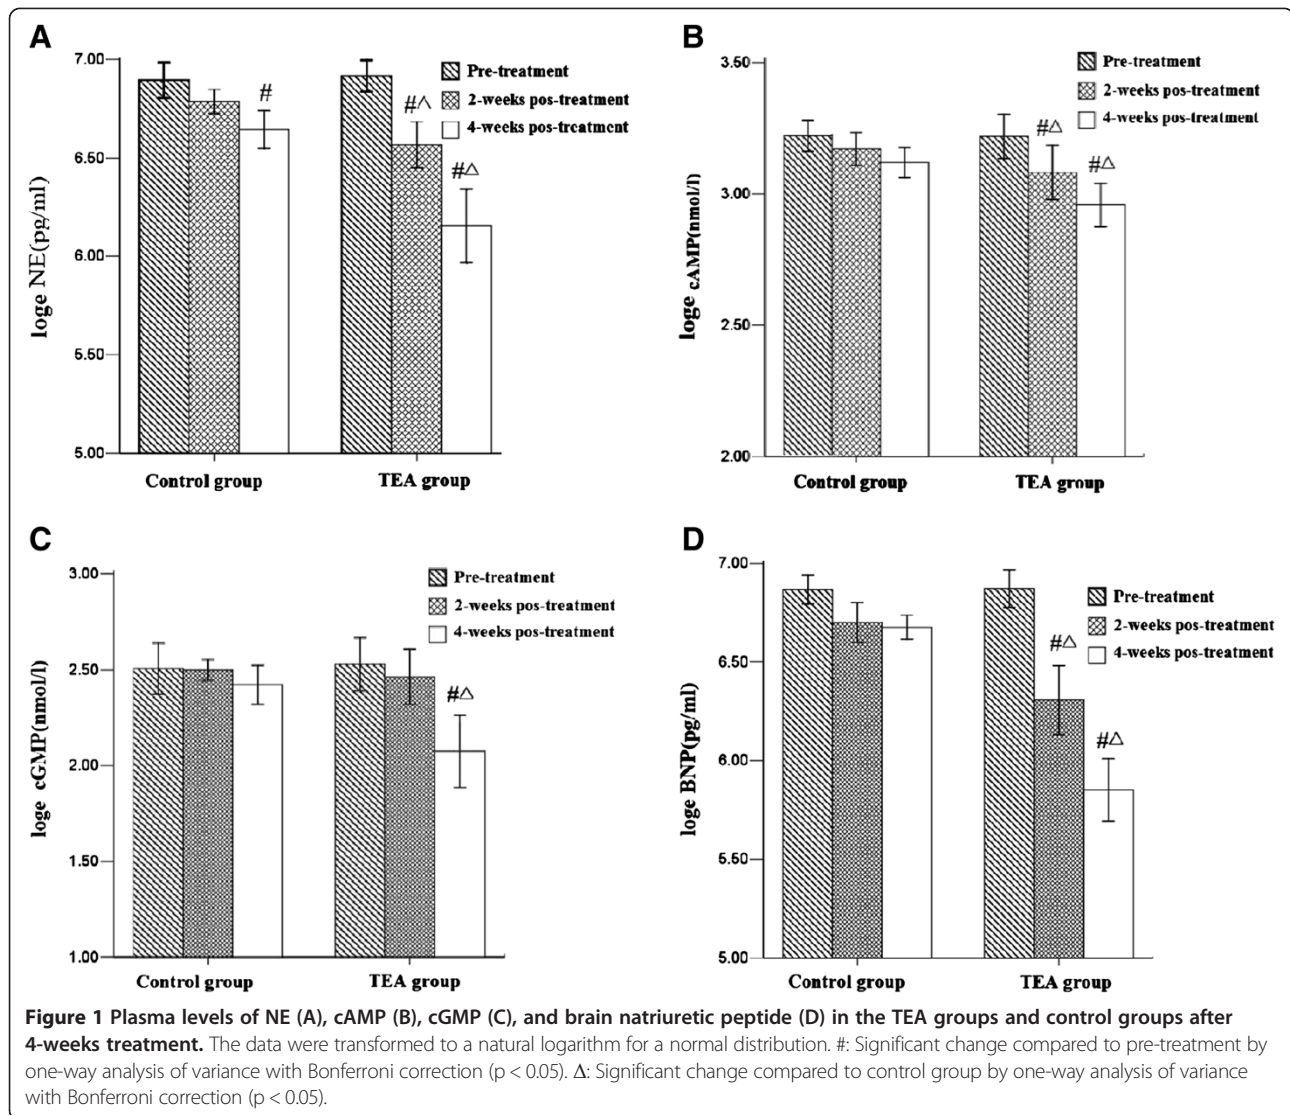 A
7.00
6.50
6.00
5.50
5.00
loge NE(pg/ml)
Pre-treatment
2-weeks pos-treatment
4-weeks pos-treatment
#
#^
#△
Control group
TEA group
B
3.50
3.00
2.50
2.00
loge cAMP(nmol/l)
Pre-treatment
2-weeks pos-treatment
4-weeks pos-treatment
#△
#△
Control group
TEA group
C
3.00
2.50
2.00
1.50
1.00
loge cGMP(nmol/l)
Pre-treatment
2-weeks pos-treatment
4-weeks pos-treatment
#△
Control group
TEA group
D
7.00
6.50
6.00
5.50
5.00
loge BNP(pg/ml)
Pre-treatment
2-weeks pos-treatment
4-weeks pos-treatment
#△
#△
Control group
TEA group
Figure 1 Plasma levels of NE (A), cAMP (B), cGMP (C), and brain natriuretic peptide (D) in the TEA groups and control groups after
4-weeks treatment. The data were transformed to a natural logarithm for a normal distribution. #: Significant change compared to pre-treatment by
one-way analysis of variance with Bonferroni correction (p < 0.05). Δ: Significant change compared to control group by one-way analysis of variance
with Bonferroni correction (p < 0.05).